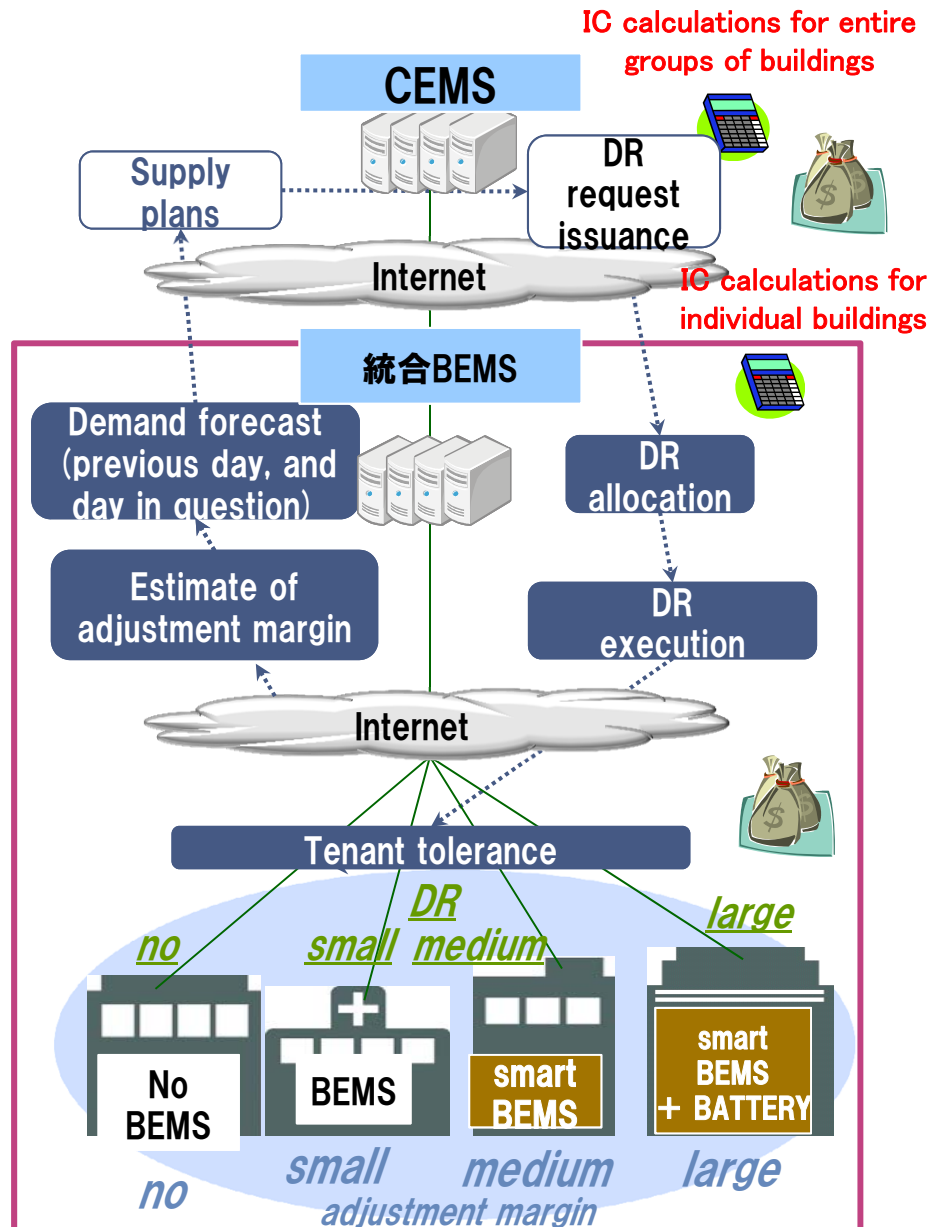 IC calculations for entire
groups of buildings
CEMS
Supply
plans
DR
request
issuance
Internet
IC calculations for
individual buildings
統合BEMS
Demand forecast
(previous day, and
day in question)
DR
allocation
Estimate of
adjustment margin
DR
execution
Internet
Tenant tolerance
DR
no
small medium
large
No
BEMS
BEMS
smart
BEMS
smart
BEMS
+ BATTERY
no
small
medium
large
adjustment margin